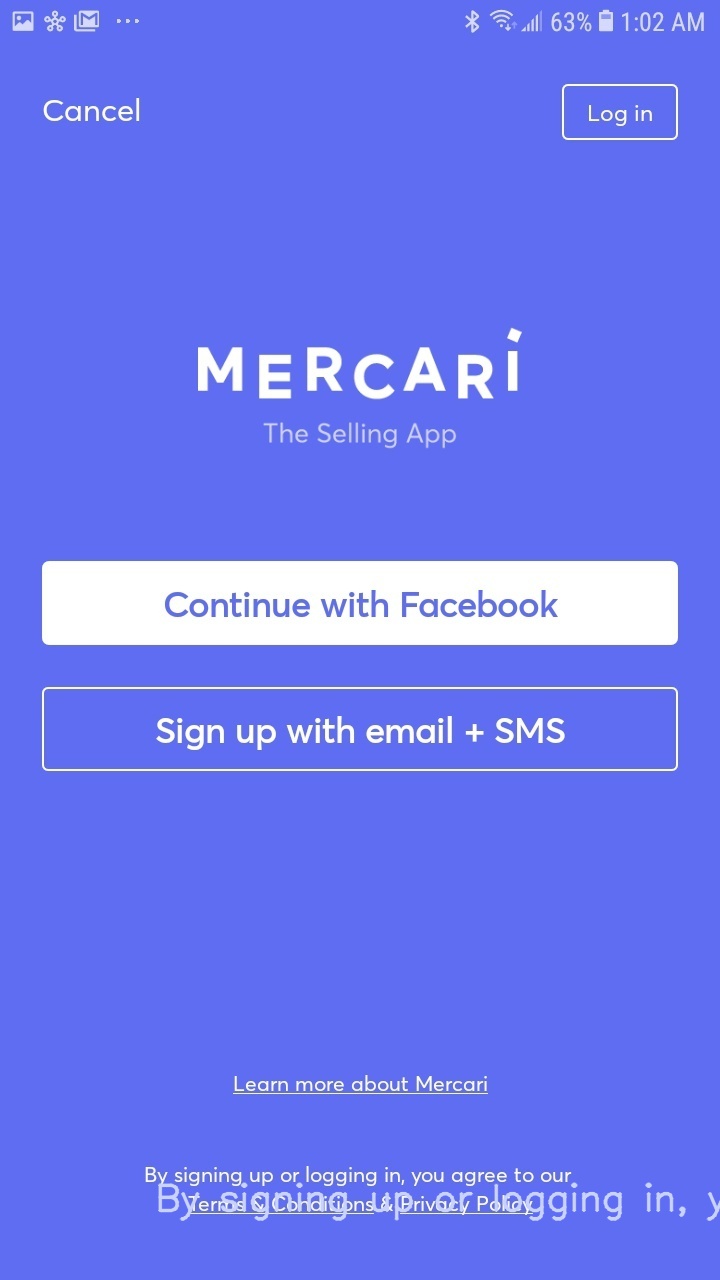 63% 1:02 AM
Cancel
Log in
MERCARI
The Selling App
Continue with Facebook
Sign up with email + SMS
Learn more about Mercari
By signing up or logging in, you agree to our
Terms & Conditions & Privacy Policy
By signing up or logging in, y